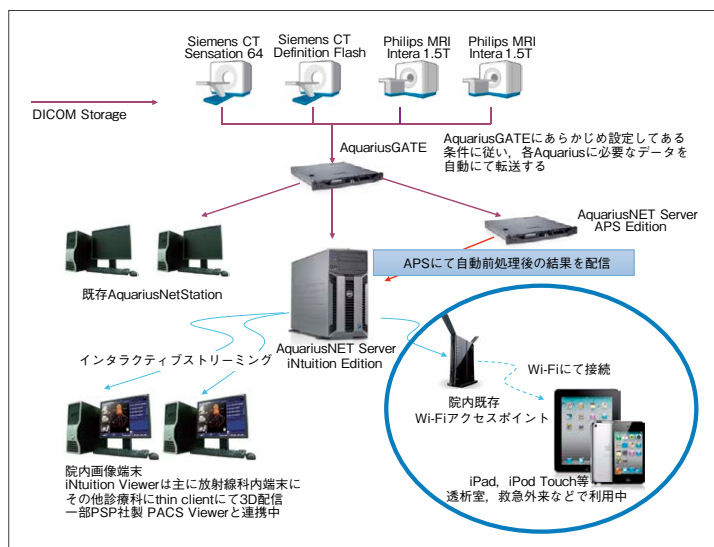 Siemens CT
Sensation 64
Siemens CT
Definition Flash
Philips MRI
Intera 1.5T
Philips MRI
Intera 1.5T
DICOM Storage
AquariusGATE
AquariusGATEにあらかじめ設定してある
条件に従い，各Aquariusに必要なデータを
自動にて転送する
AquariusNET Server
APS Edition
APSにて自動前処理後の結果を配信
既存AquariusNetStation
AquariusNET Server
iNtuition Edition
インタラクティブストリーミング
Wi-Fiにて接続
院内既存
Wi-Fiアクセスポイント
院内画像端末
iNtuition Viewerは主に放射線科内端末に
その他診療科にthin clientにて3D配信
一部PSP社製 PACS Viewerと連携中
iPad，iPod Touch等
透析室，救急外来などで利用中